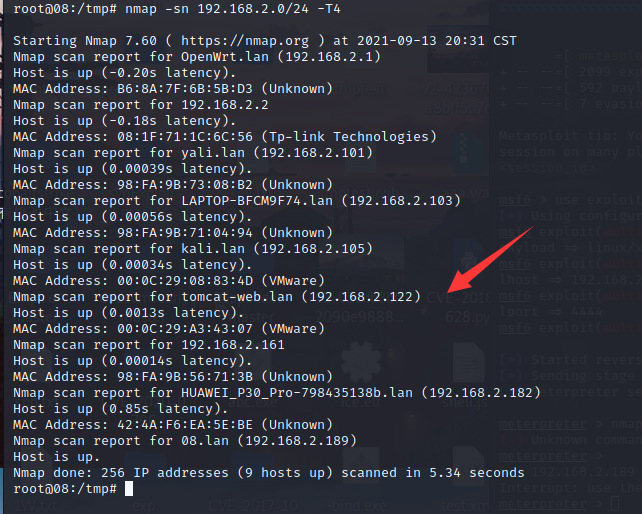 root@08:/tmp# nmap -sn 192.168.2.0/24 -T4
Starting Nmap 7.60 ( https://nmap.org ) at 2021-09-13 20:31 CST
Nmap scan report for OpenWrt.lan (192.168.2.1)
Host is up (-0.20s latency).
MAC Address: B6:8A:7F:6B:5B:D3 (Unknown)
Nmap scan report for 192.168.2.2
Host is up (-0.18s latency).
MAC Address: 08:1F:71:1C:6C:56 (Tp-link Technologies)
Nmap scan report for yali.lan (192.168.2.101)
Host is up (0.00039s latency).
MAC Address: 98:FA:9B:73:08:B2 (Unknown)
Nmap scan report for LAPTOP-BFCM9F74.lan (192.168.2.103)
Host is up (0.00056s latency).
MAC Address: 98:FA:9B:71:04:94 (Unknown)
Nmap scan report for kali.lan (192.168.2.105)
Host is up (0.00034s latency).
MAC Address: 00:0C:29:08:83:4D (VMware)
Nmap scan report for tomcat-web.lan (192.168.2.122)
Host is up (0.0013s latency).
MAC Address: 00:0C:29:A3:43:07 (VMware)
Nmap scan report for 192.168.2.161
Host is up (0.00014s latency).
MAC Address: 98:FA:9B:56:71:3B (Unknown)
Nmap scan report for HUAWEI_P30_Pro-798435138b.lan (192.168.2.182)
Host is up (0.85s latency).
MAC Address: 42:4A:F6:EA:5E:BE (Unknown)
Nmap scan report for 08.lan (192.168.2.189)
Host is up.
Nmap done: 256 IP addresses (9 hosts up) scanned in 5.34 seconds
root@08:/tmp#